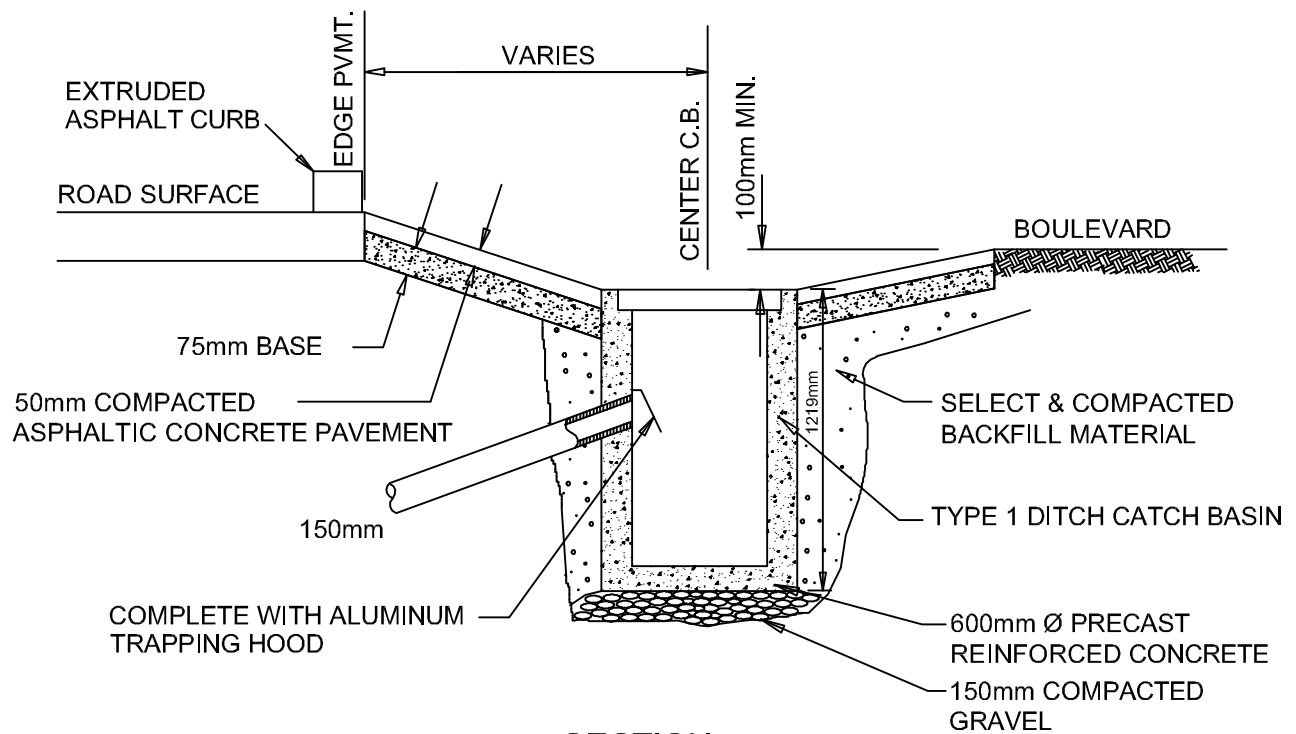 VARIES
EDGE PVMT.
EXTRUDED
ASPHALT CURB
CENTER C.B.
100mm MIN.
ROAD SURFACE
BOULEVARD
75mm BASE
50mm COMPACTED
ASPHALTIC CONCRETE PAVEMENT
1219mm
SELECT & COMPACTED
BACKFILL MATERIAL
150mm
TYPE 1 DITCH CATCH BASIN
COMPLETE WITH ALUMINUM
TRAPPING HOOD
600mm Ø PRECAST
REINFORCED CONCRETE
150mm COMPACTED
GRAVEL